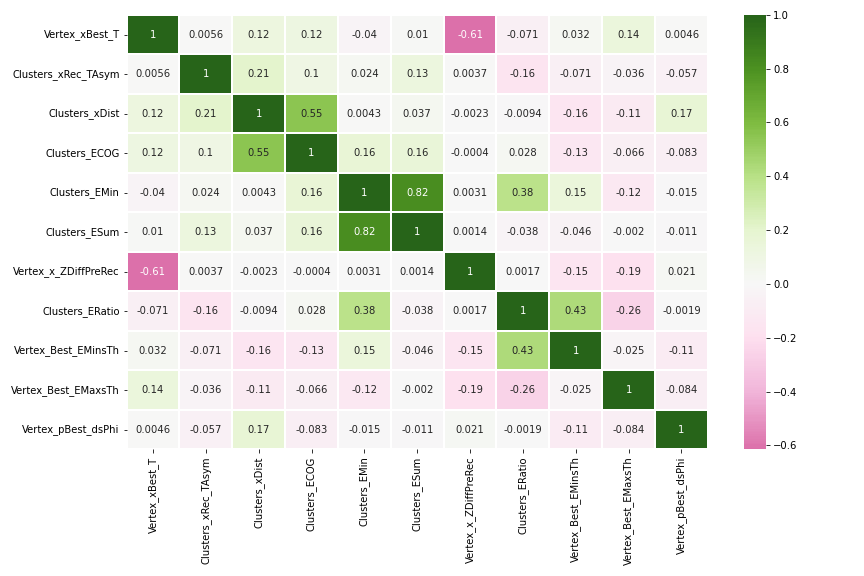 Vertex_xBest_T 1 0.0056 0.12 0.12 -0.04 0.01 -0.61 -0.071 0.032 0.14 0.0046
Clusters_xRec_TAsym 0.0056 1 0.21 0.1 0.024 0.13 0.0037 -0.16 -0.071 -0.036 -0.057
Clusters_xDist 0.12 0.21 1 0.55 0.0043 0.037 -0.0023 -0.0094 -0.16 -0.11 0.17
Clusters_ECOG 0.12 0.1 0.55 1 0.16 0.16 -0.0004 0.028 -0.13 -0.066 -0.083
Clusters_EMin -0.04 0.024 0.0043 0.16 1 0.82 0.0031 0.38 0.15 -0.12 -0.015
Clusters_ESum 0.01 0.13 0.037 0.16 0.82 1 0.0014 -0.038 -0.046 -0.002 -0.011
Vertex_x_ZDiffPreRec -0.61 0.0037 -0.0023 -0.0004 0.0031 0.0014 1 0.0017 -0.15 -0.19 0.021
Clusters_ERatio -0.071 -0.16 -0.0094 0.028 0.38 -0.038 0.0017 1 0.43 -0.26 -0.0019
Vertex_Best_EMinsTh 0.032 -0.071 -0.16 -0.13 0.15 -0.046 -0.15 0.43 1 -0.025 -0.11
Vertex_Best_EMaxsTh 0.14 -0.036 -0.11 -0.066 -0.12 -0.002 -0.19 -0.26 -0.025 1 -0.084
Vertex_pBest_dsPhi 0.0046 -0.057 0.17 -0.083 -0.015 -0.011 0.021 -0.0019 -0.11 -0.084 1
Vertex_xBest_T
Clusters_xRec_TAsym
Clusters_xDist
Clusters_ECOG
Clusters_EMin
Clusters_ESum
Vertex_x_ZDiffPreRec
Clusters_ERatio
Vertex_Best_EMinsTh
Vertex_Best_EMaxsTh
Vertex_pBest_dsPhi
1.0
0.8
0.6
0.4
0.2
0.0
−0.2
−0.4
−0.6